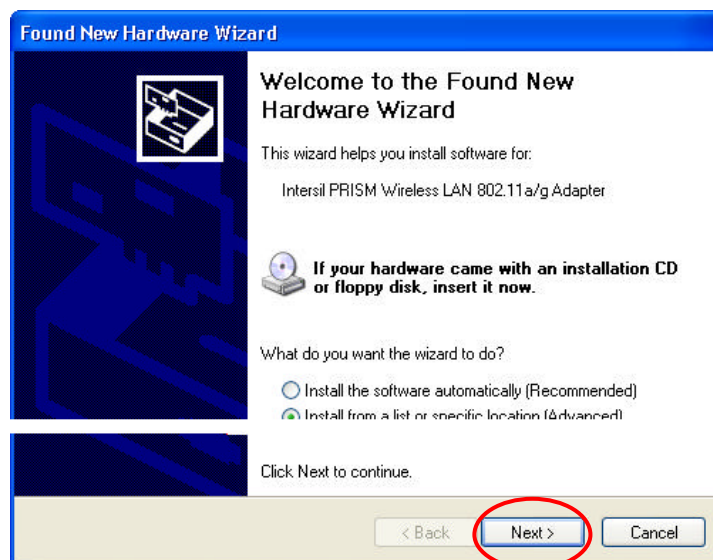 Found New Hardware Wizard
Welcome to the Found New
Hardware Wizard
This wizard helps you install software for:
Intersil PRISM Wireless LAN 802.11a/g Adapter
If your hardware came with an installation CD
or floppy disk, insert it now.
What do you want the wizard to do?
Install the software automatically (Recommended)
Install from a list or specific location (Advanced)
Click Next to continue.
< Back
Next >
Cancel